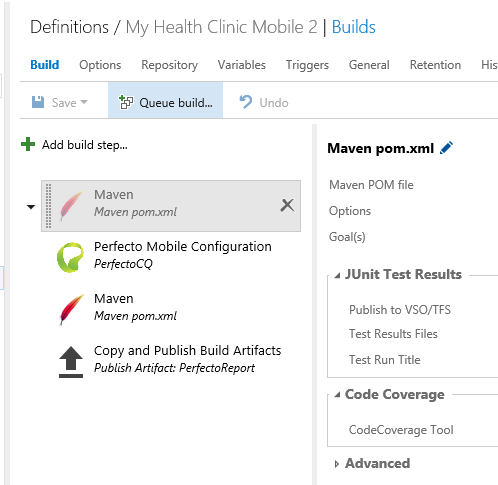 Definitions / My Health Clinic Mobile 2 | Builds
Build Options Repository Variables Triggers General Retention His
Save Queue build... Undo
Add build step...
Maven
Maven pom.xml
Perfecto Mobile Configuration
PerfectoCQ
Maven
Maven pom.xml
Copy and Publish Build Artifacts
Publish Artifact: PerfectoReport
Maven pom.xml
Maven POM file
Options
Goal(s)
JUnit Test Results
Publish to VSO/TFS
Test Results Files
Test Run Title
Code Coverage
CodeCoverage Tool
Advanced